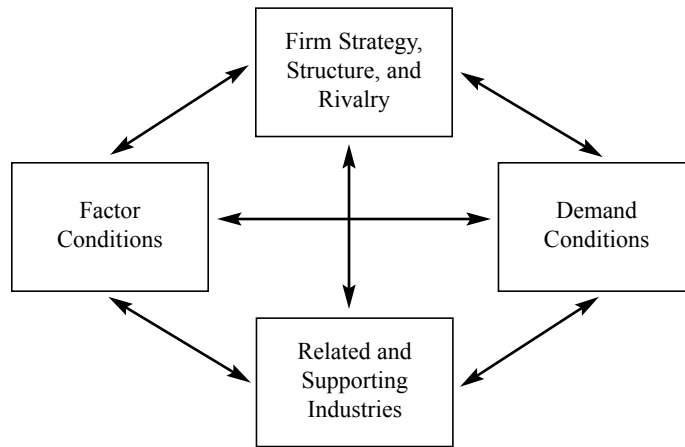 Firm Strategy,
Structure, and
Rivalry
Factor
Conditions
Demand
Conditions
Related and
Supporting
Industries